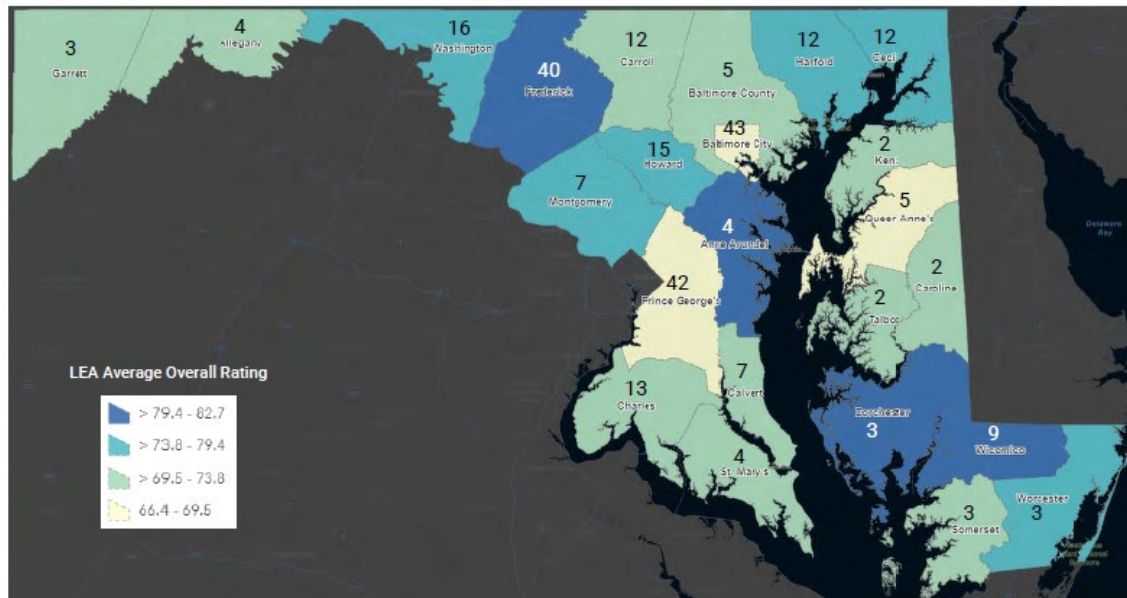 3
Garrett
4
Allegany
16
Washington
40
Frederick
12
Carroll
5
Baltimore County
12
Harford
12
Cecil
43
Baltimore City
15
Howard
7
Montgomery
2
Kent
5
Queen Anne's
4
Anne Arundel
Delaware
Bay
2
Caroline
42
Prince George's
2
Talbot
LEA Average Overall Rating
> 79.4 - 82.7
> 73.8 - 79.4
> 69.5 - 73.8
66.4 - 69.5
13
Charles
7
Calvert
4
St. Mary's
Dorchester
3
9
Wicomico
Worcester
3
3
Somerset